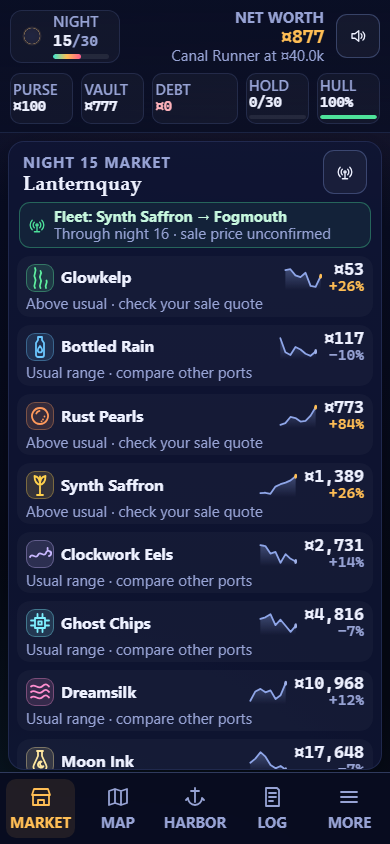 NIGHT
15/30
NET WORTH
¤877
Canal Runner at ¤40.0k
PURSE
¤100
VAULT
¤777
DEBT
¤0
HOLD
0/30
HULL
100%
NIGHT 15 MARKET
Lanternquay
Fleet: Synth Saffron → Fogmouth
Through night 16 · sale price unconfirmed
Glowkelp
¤53
+26%
Above usual · check your sale quote
Bottled Rain
¤117
−10%
Usual range · compare other ports
Rust Pearls
¤773
+84%
Above usual · check your sale quote
Synth Saffron
¤1,389
+26%
Above usual · check your sale quote
Clockwork Eels
¤2,731
+14%
Usual range · compare other ports
Ghost Chips
¤4,816
−7%
Usual range · compare other ports
Dreamsilk
¤10,968
+12%
Usual range · compare other ports
Moon Ink
¤17,648
−7%
MARKET
MAP
HARBOR
LOG
MORE